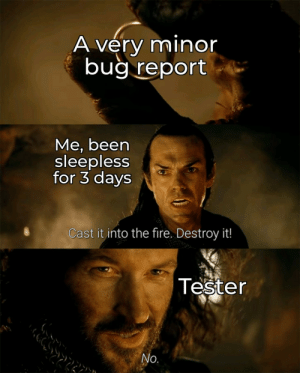 A very minor
bug report
Me, been
sleepless
for 3 days
Cast it into the fire. Destroy it!
Tester
No.